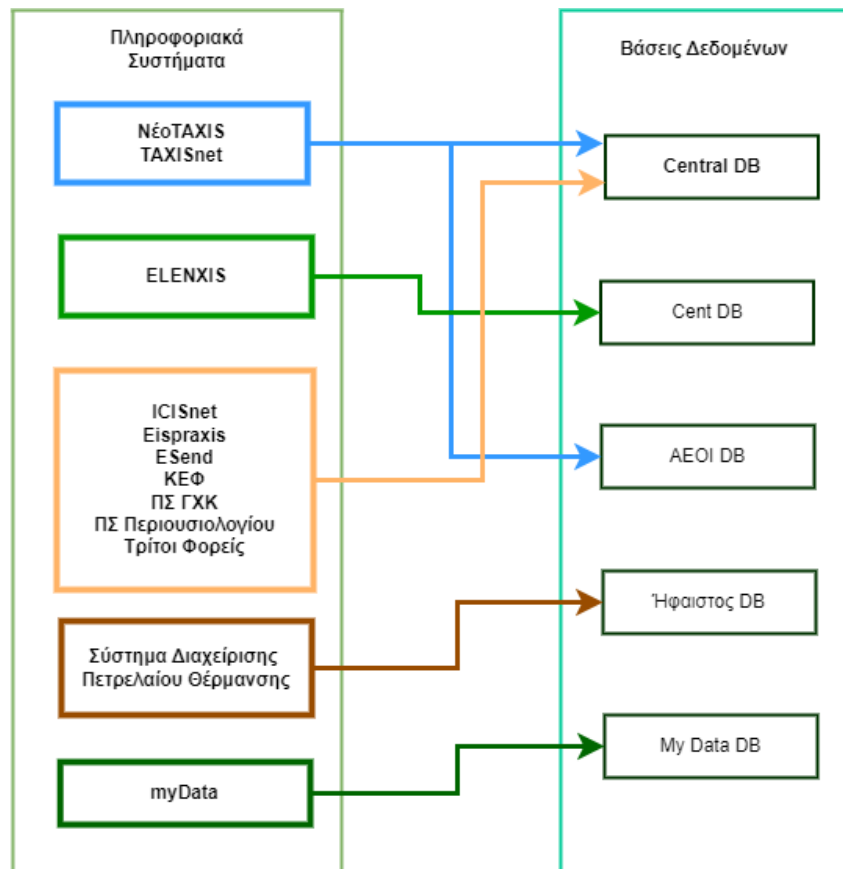 Πληροφοριακά
Συστήματα
ΝέοTAXIS
TAXISnet
ELENXIS
ICISnet
Eispraxis
ESend
ΚΕΦ
ΠΣ ΓΧΚ
ΠΣ Περιουσιολογίου
Τρίτοι Φορείς
Σύστημα Διαχείρισης
Πετρελαίου Θέρμανσης
myData
Βάσεις Δεδομένων
Central DB
Cent DB
AEOI DB
Ήφαιστος DB
My Data DB